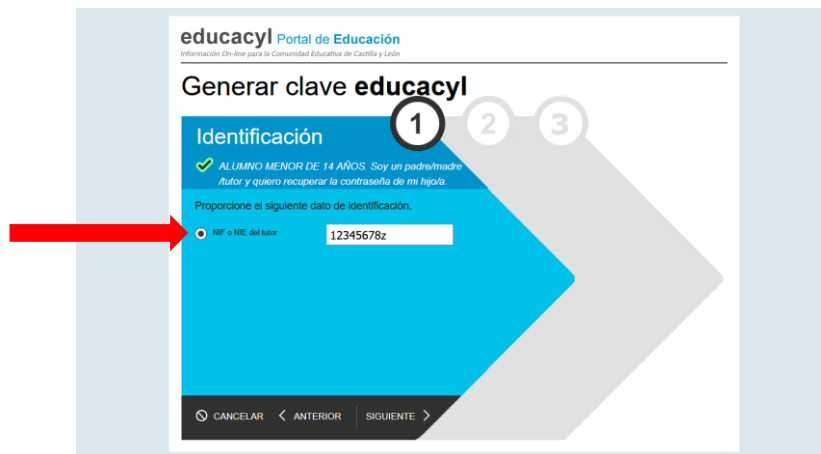 educacyl Portal de Educación
Información On-line para la Comunidad Educativa de Castilla y León
Generar clave educacyl
1 2 3
Identificación
ALUMNO MENOR DE 14 AÑOS. Soy un padre/madre
/tutor y quiero recuperar la contraseña de mi hijo/a.
Proporcione el siguiente dato de identificación.
NIF o NIE del tutor 12345678z
CANCELAR ANTERIOR SIGUIENTE